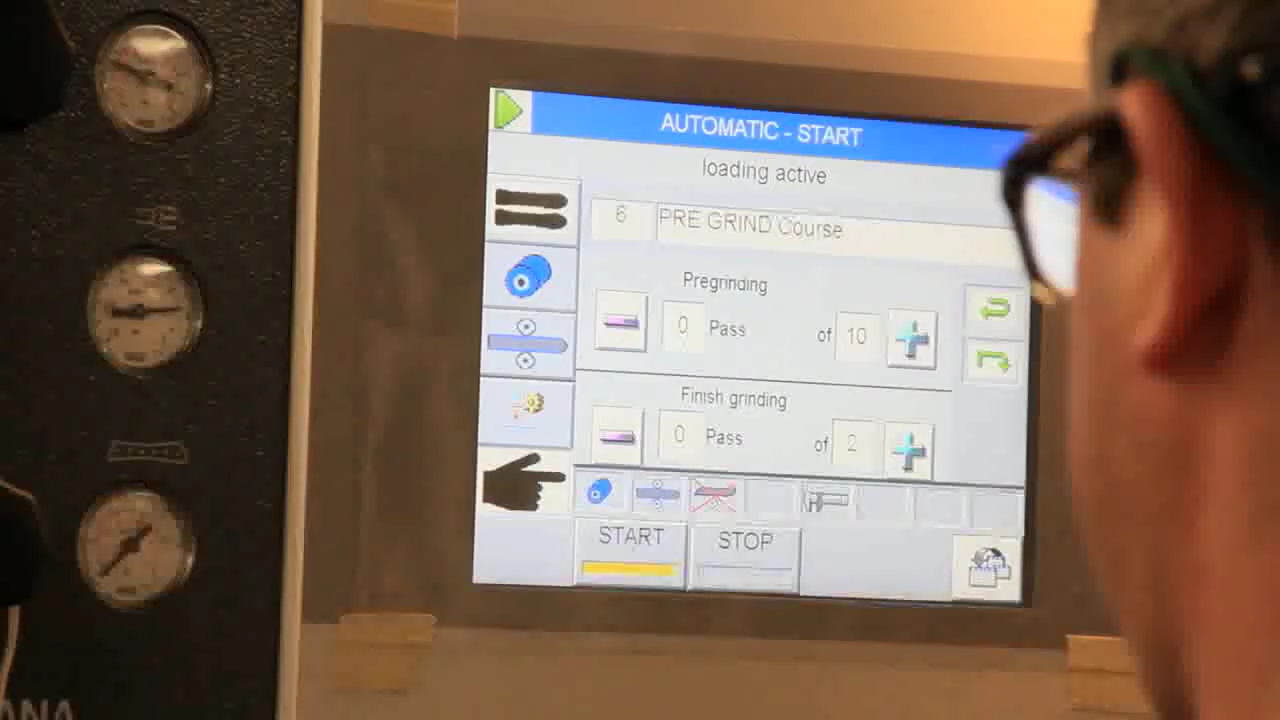 AUTOMATIC - START
loading active
6 PRE GRIND Course
Pregrinding
0 Pass of 10
Finish grinding
0 Pass of 2
START STOP
ANA